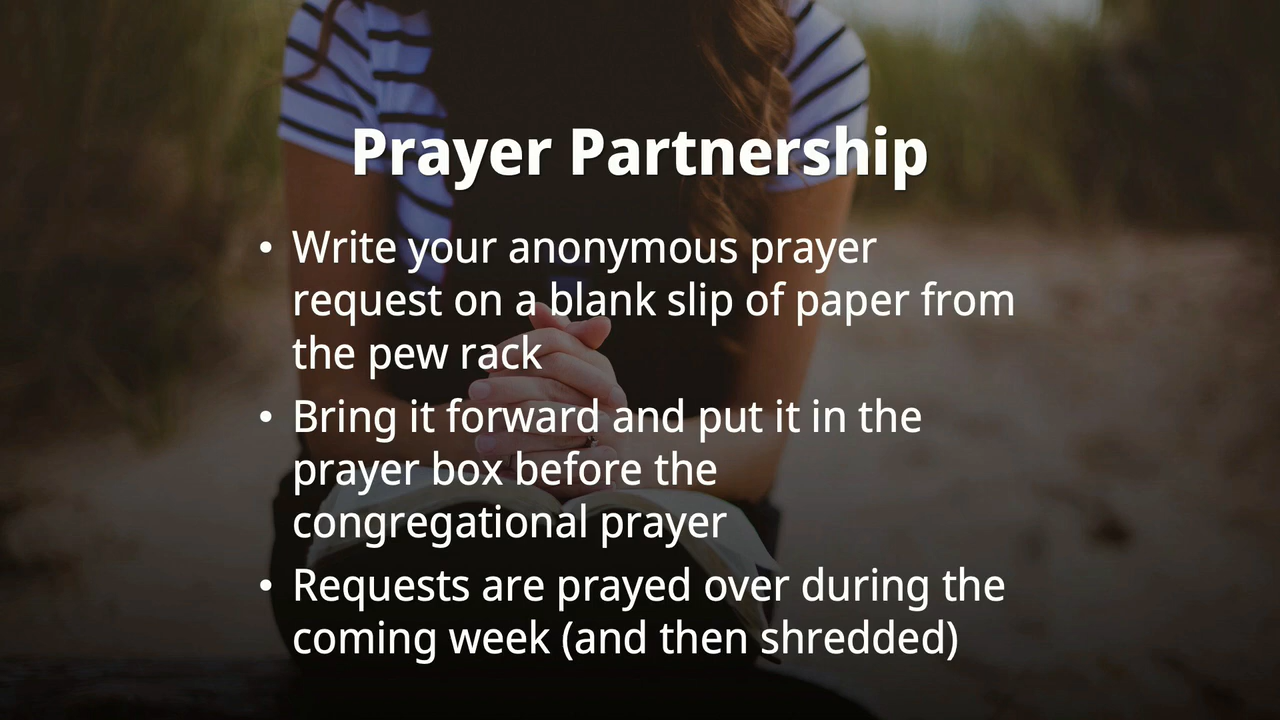 Prayer Partnership
• Write your anonymous prayer
request on a blank slip of paper from
the pew rack
• Bring it forward and put it in the
prayer box before the
congregational prayer
• Requests are prayed over during the
coming week (and then shredded)